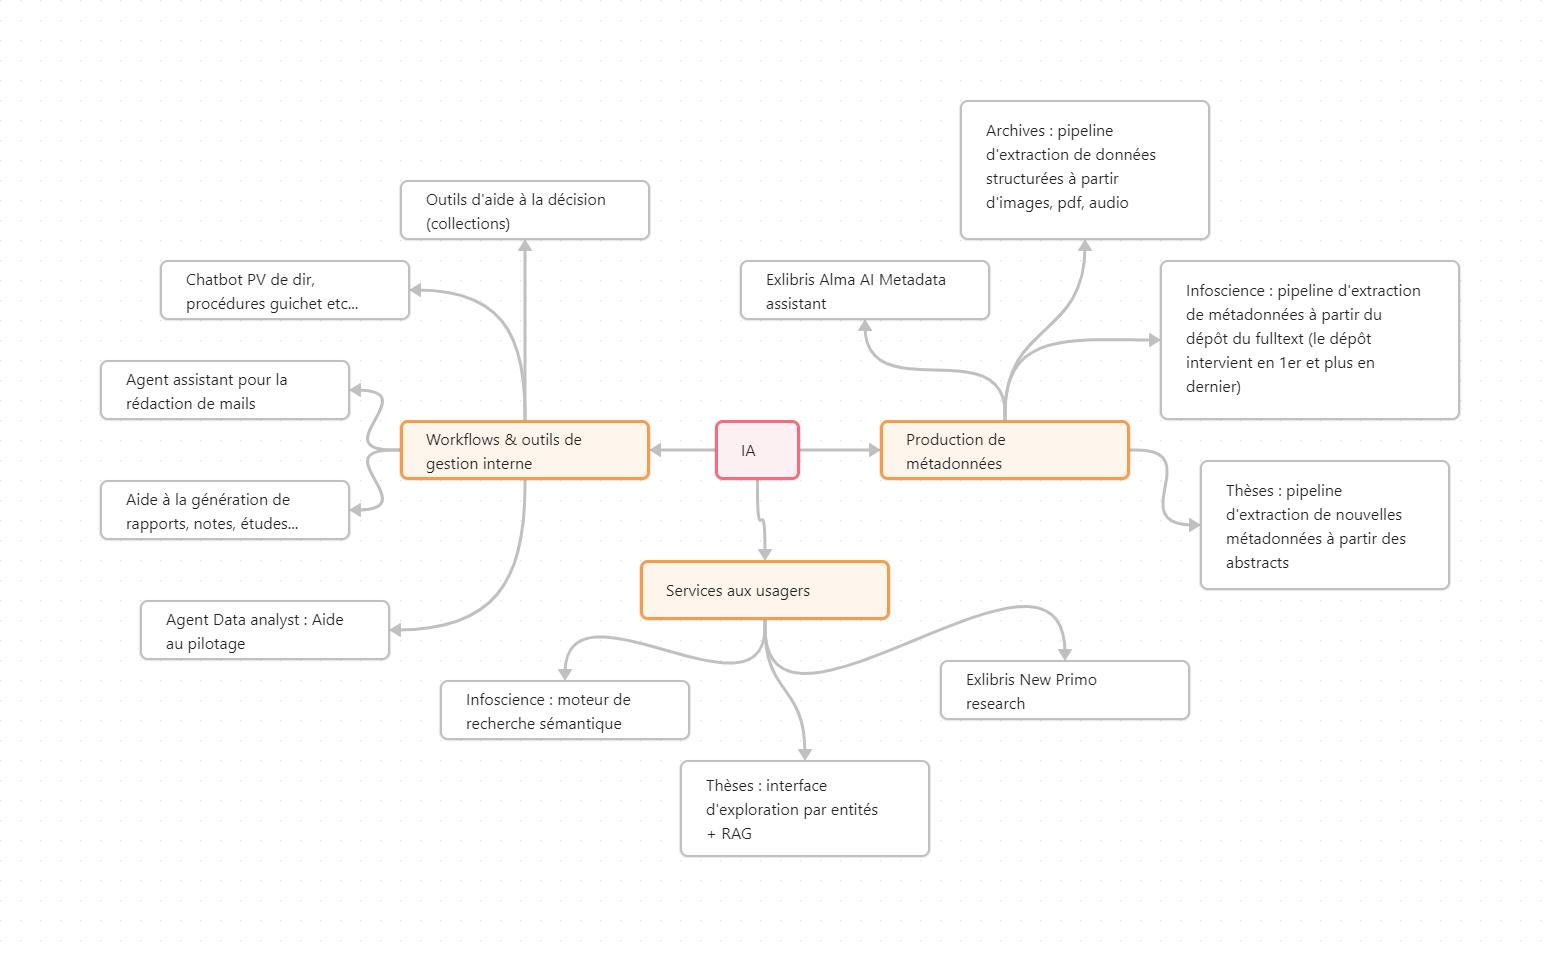 Archives : pipeline
d'extraction de données
structurées à partir
d'images, pdf, audio
Outils d'aide à la décision
(collections)
Chatbot PV de dir,
procédures guichet etc...
Exlibris Alma AI Metadata
assistant
Infoscience : pipeline d'extraction
de métadonnées à partir du
dépôt du fulltext (le dépôt
intervient en 1er et plus en
dernier)
Agent assistant pour la
rédaction de mails
Workflows & outils de
gestion interne
IA
Production de
métadonnées
Aide à la génération de
rapports, notes, études...
Thèses : pipeline
d'extraction de nouvelles
métadonnées à partir des
abstracts
Services aux usagers
Agent Data analyst : Aide
au pilotage
Infoscience : moteur de
recherche sémantique
Exlibris New Primo
research
Thèses : interface
d'exploration par entités
+ RAG